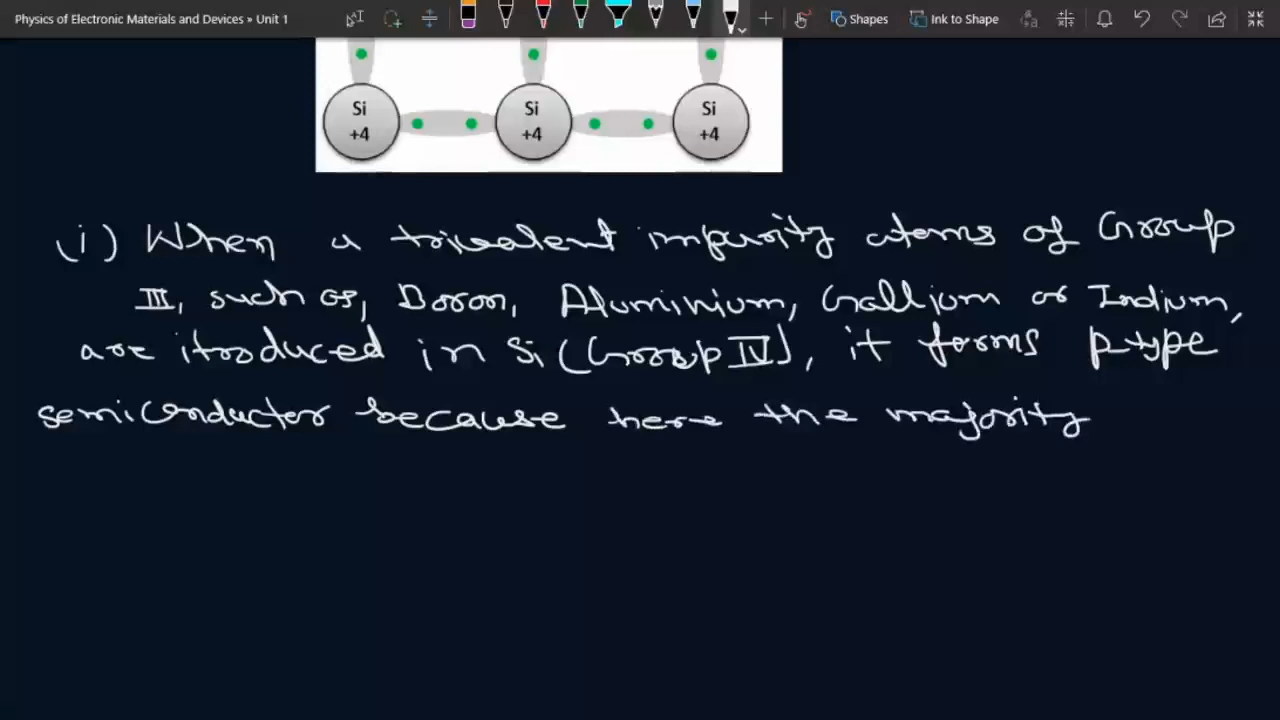 Physics of Electronic Materials and Devices » Unit 1
Shapes
Ink to Shape
Si Si Si
+4 +4 +4
(i) When a trivalent impurity atoms of Group
III, such as, Boron, Aluminium, Gallium or Indium,
are itroduced in Si (Group IV), it forms p-type
semiconductor because here the majority